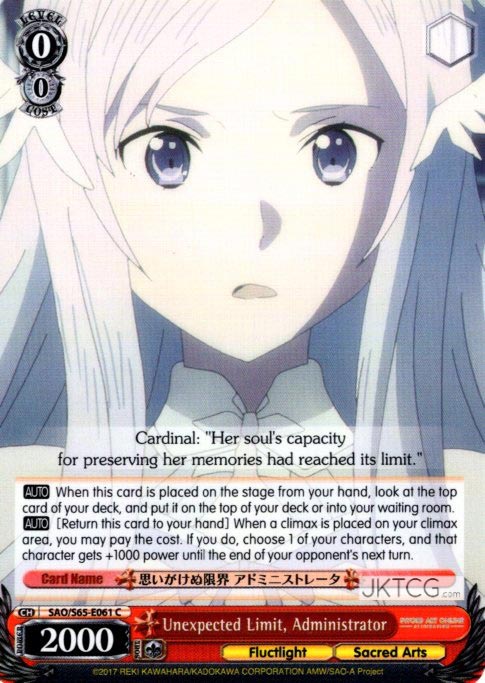 LEVEL
0
0
COST
Cardinal: "Her soul's capacity
for preserving her memories had reached its limit."
AUTO When this card is placed on the stage from your hand, look at the top
card of your deck, and put it on the top of your deck or into your waiting room.
AUTO [Return this card to your hand] When a climax is placed on your climax
area, you may pay the cost. If you do, choose 1 of your characters, and that
character gets +1000 power until the end of your opponent's next turn.
Card Name 思いがけぬ限界 アドミニストレータ
JKTCG.com
CH SAO/S65-E061 C
POWER 2000 SOUL Unexpected Limit, Administrator SWORD ART ONLINE
Fluctlight Sacred Arts
©2017 REKI KAWAHARA/KADOKAWA CORPORATION AMW/SAO-A Project